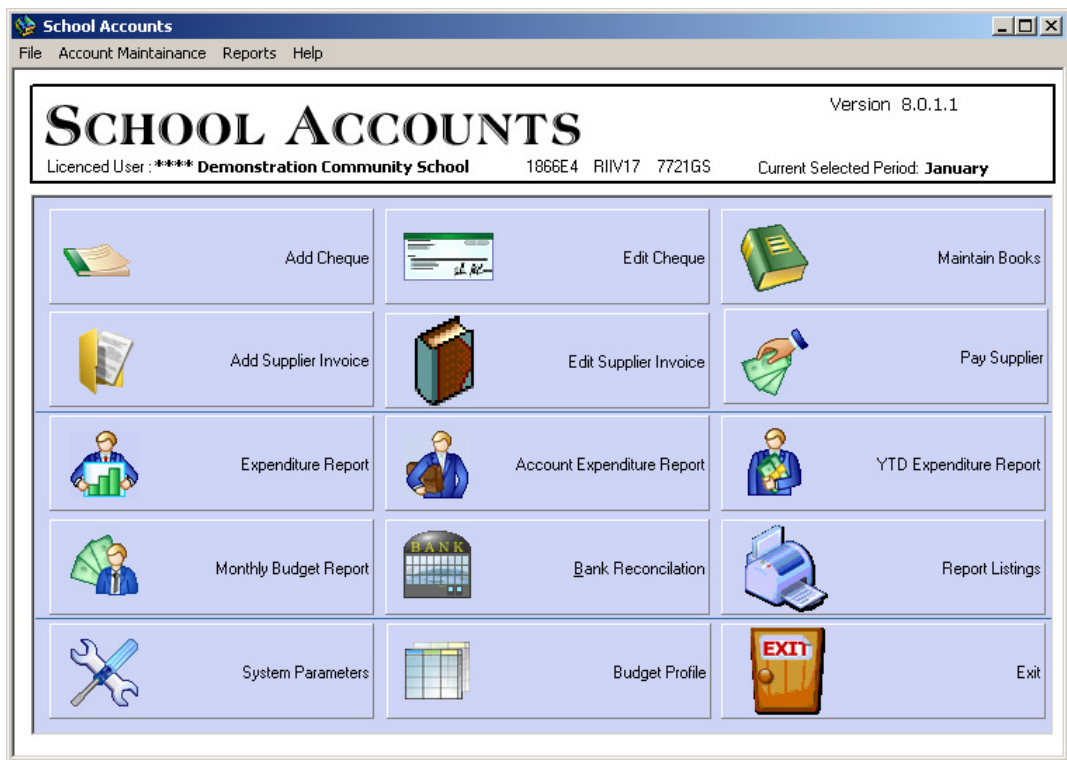 School Accounts
File Account Maintainance Reports Help
Version 8.0.1.1
SCHOOL ACCOUNTS
Licenced User : **** Demonstration Community School 1866E4 RIIV17 7721GS Current Selected Period: January
Add Cheque
Edit Cheque
Maintain Books
Add Supplier Invoice
Edit Supplier Invoice
Pay Supplier
Expenditure Report
Account Expenditure Report
YTD Expenditure Report
Monthly Budget Report
BANK
Bank Reconcilation
Report Listings
System Parameters
Budget Profile
EXIT
Exit